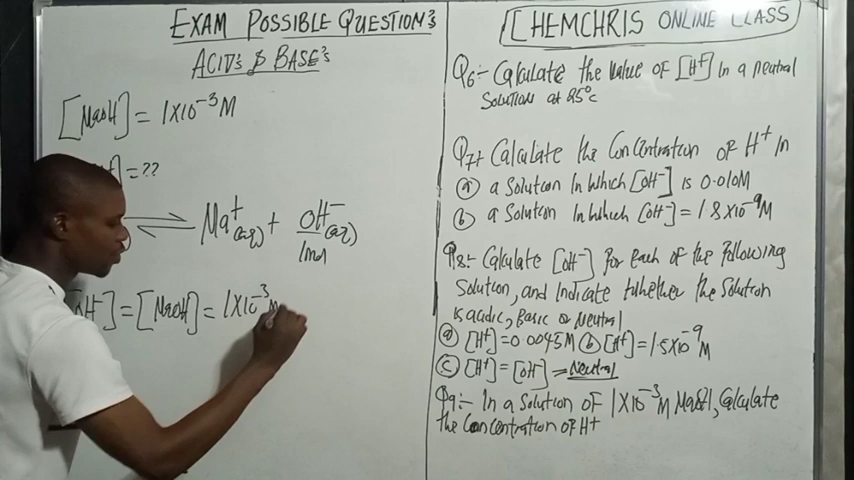 EXAM POSSIBLE QUESTIONS
ACID'S & BASE'S
[NaOH] = 1X10⁻³M
= ??
⇌ Na⁺(aq) + OH⁻(aq)
1mol
[OH⁻] = [NaOH] = 1X10⁻³M
CHEMCHRIS ONLINE CLASS
Q6:- Calculate the value of [H⁺] In a neutral
Solution at 25°c
Q7:- Calculate the Concentration of H⁺ In
(a) a Solution In which [OH⁻] is 0.010M
(b) a Solution In which [OH⁻] = 1.8X10⁻⁹M
Q8:- Calculate [OH⁻] for each of the following
Solution, and Indicate whether the Solution
is acidic, basic or Neutral
(a) [H⁺]=0.0045M (b) [H⁺] = 1.5X10⁻⁹M
(c) [H⁺] = [OH⁻] = Neutral
Q9:- In a Solution of 1X10⁻³M NaOH, Calculate
the Concentration of H⁺